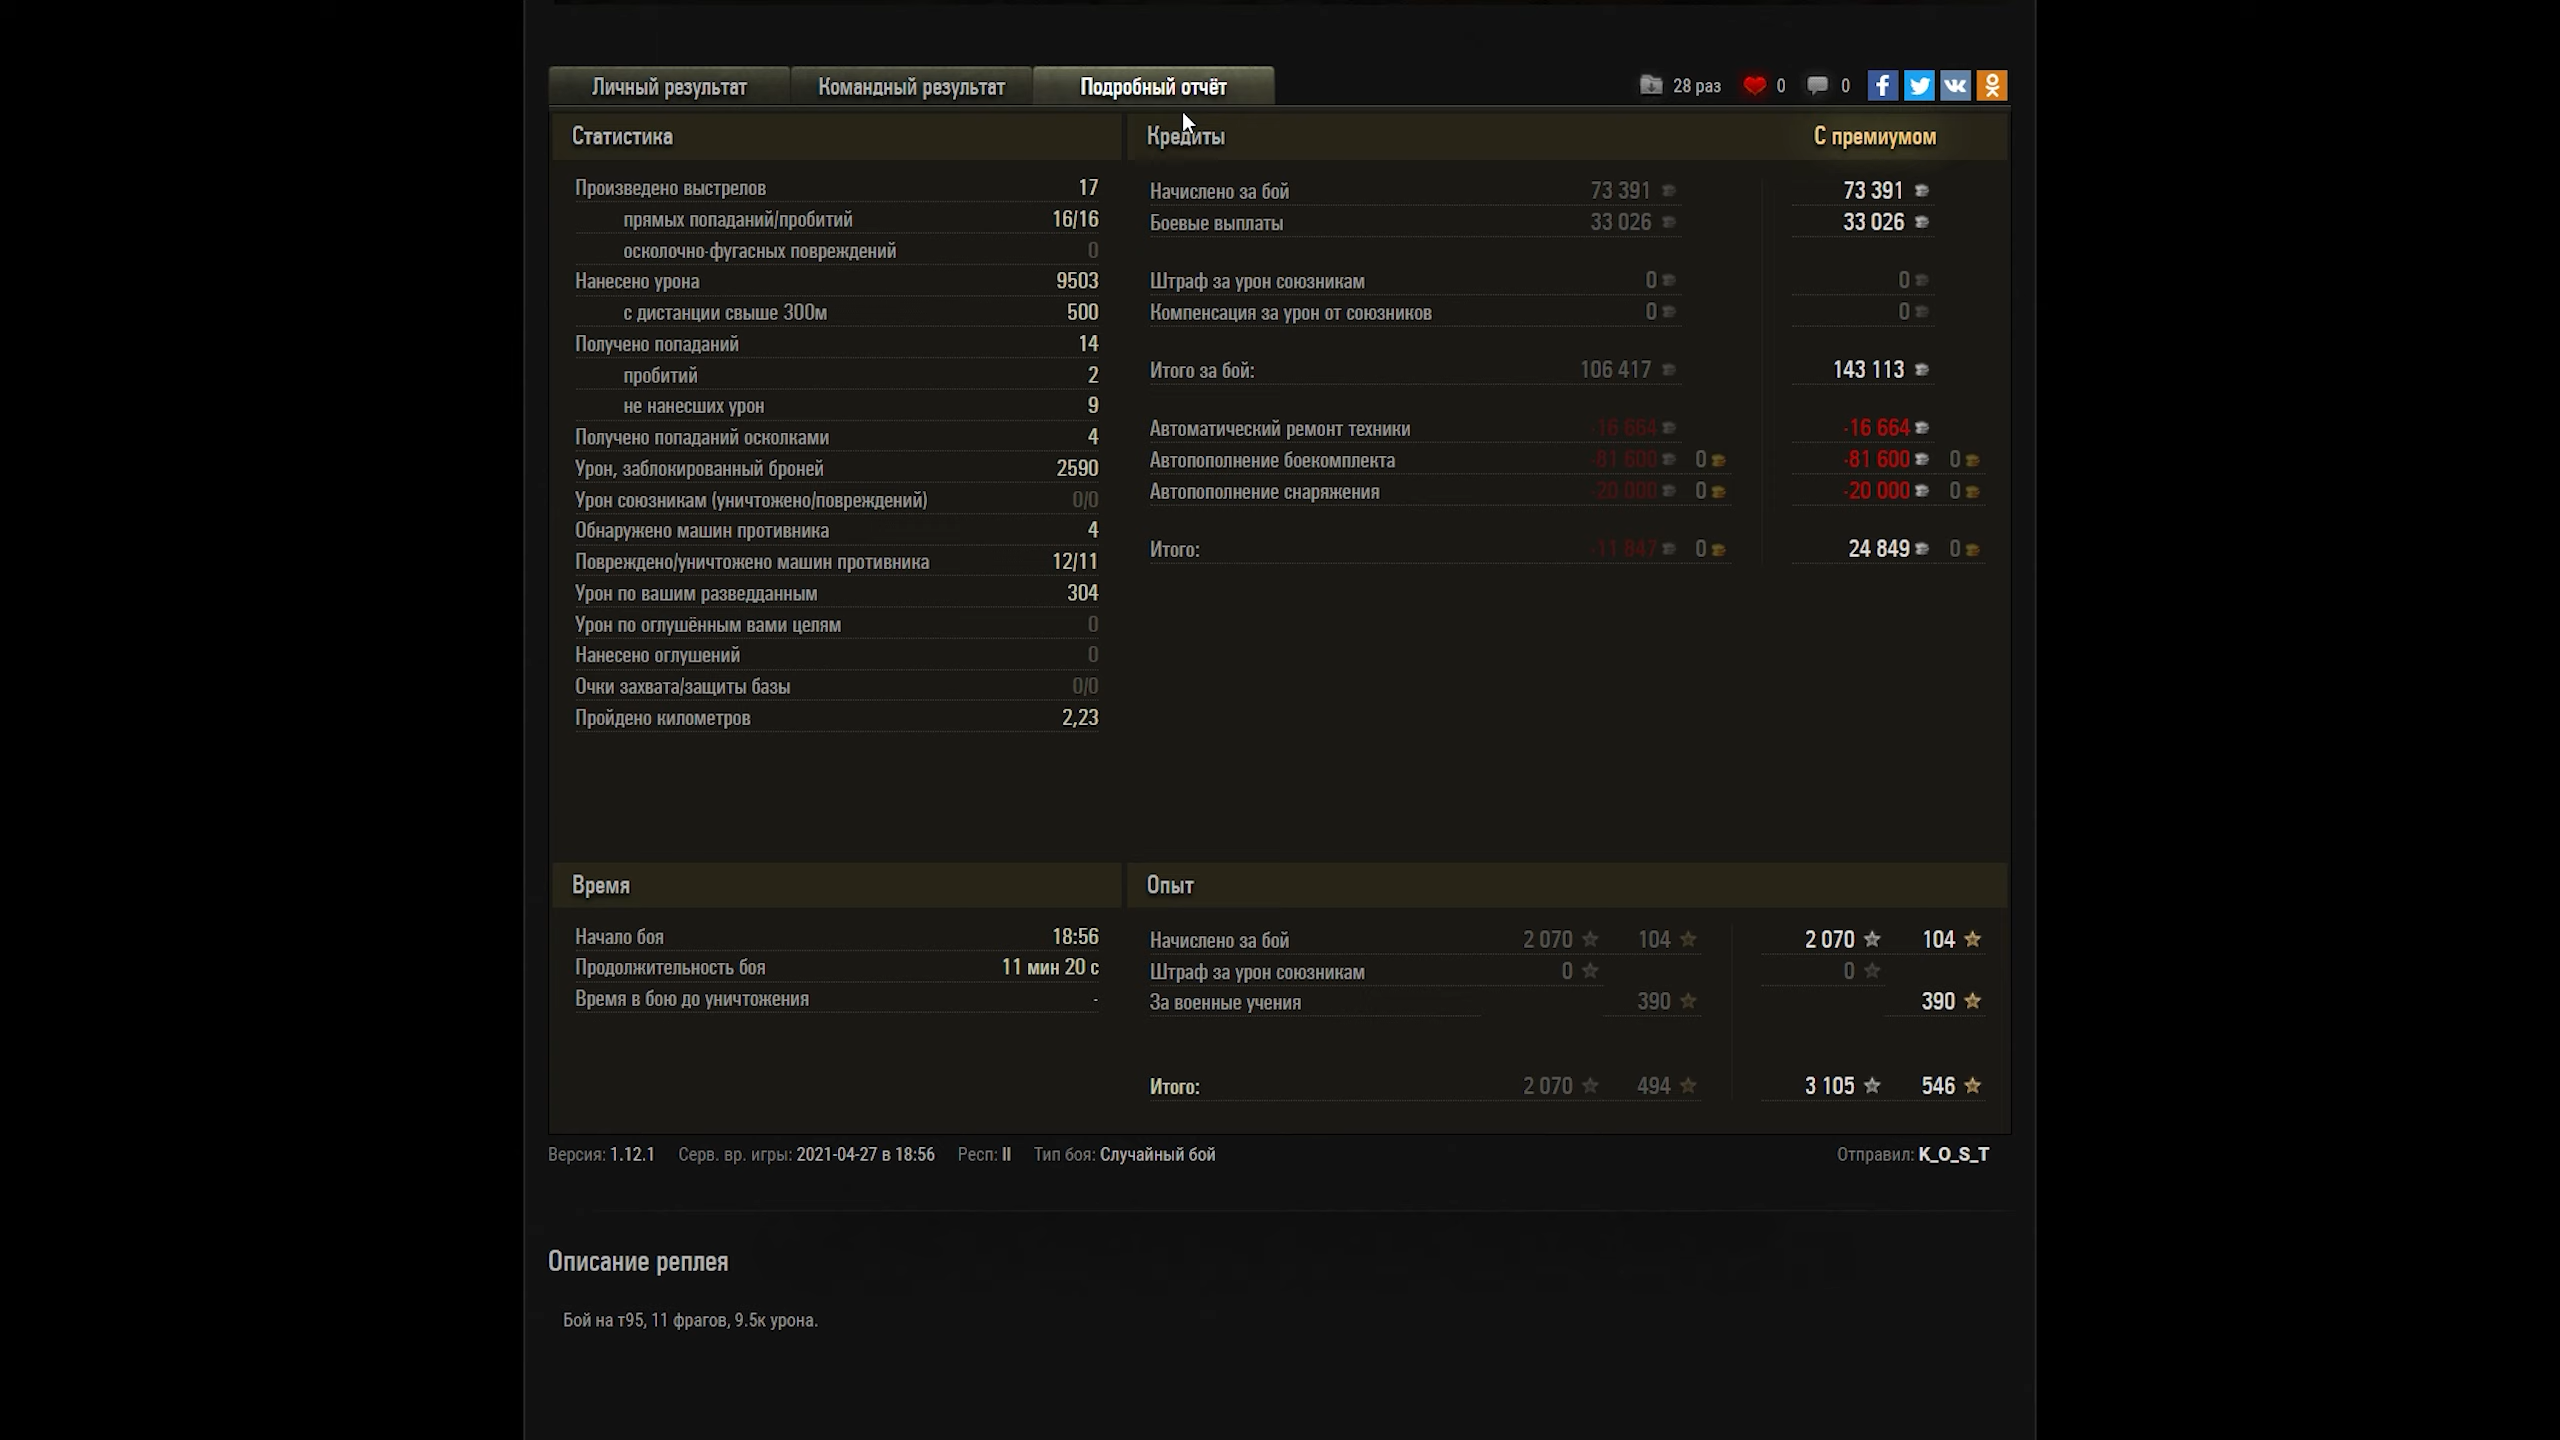 Личный результат Командный результат Подробный отчёт 28 раз 0 0
Статистика
Произведено выстрелов 17
прямых попаданий/пробитий 16/16
осколочно-фугасных повреждений 0
Нанесено урона 9503
с дистанции свыше 300м 500
Получено попаданий 14
пробитий 2
не нанесших урон 9
Получено попаданий осколками 4
Урон, заблокированный броней 2590
Урон союзникам (уничтожено/повреждений) 0/0
Обнаружено машин противника 4
Повреждено/уничтожено машин противника 12/11
Урон по вашим разведданным 304
Урон по оглушённым вами целям 0
Нанесено оглушений 0
Очки захвата/защиты базы 0/0
Пройдено километров 2,23
Кредиты С премиумом
Начислено за бой 73 391 73 391
Боевые выплаты 33 026 33 026
Штраф за урон союзникам 0 0
Компенсация за урон от союзников 0 0
Итого за бой: 106 417 143 113
Автоматический ремонт техники -16 664 -16 664
Автопополнение боекомплекта -81 600 0 -81 600 0
Автопополнение снаряжения -20 000 0 -20 000 0
Итого: -11 847 0 24 849 0
Время
Начало боя 18:56
Продолжительность боя 11 мин 20 с
Время в бою до уничтожения -
Опыт
Начислено за бой 2 070 104 2 070 104
Штраф за урон союзникам 0 0
За военные учения 390 390
Итого: 2 070 494 3 105 546
Версия: 1.12.1 Серв. вр. игры: 2021-04-27 в 18:56 Респ: II Тип боя: Случайный бой Отправил: K_O_S_T
Описание реплея
Бой на т95, 11 фрагов, 9.5к урона.